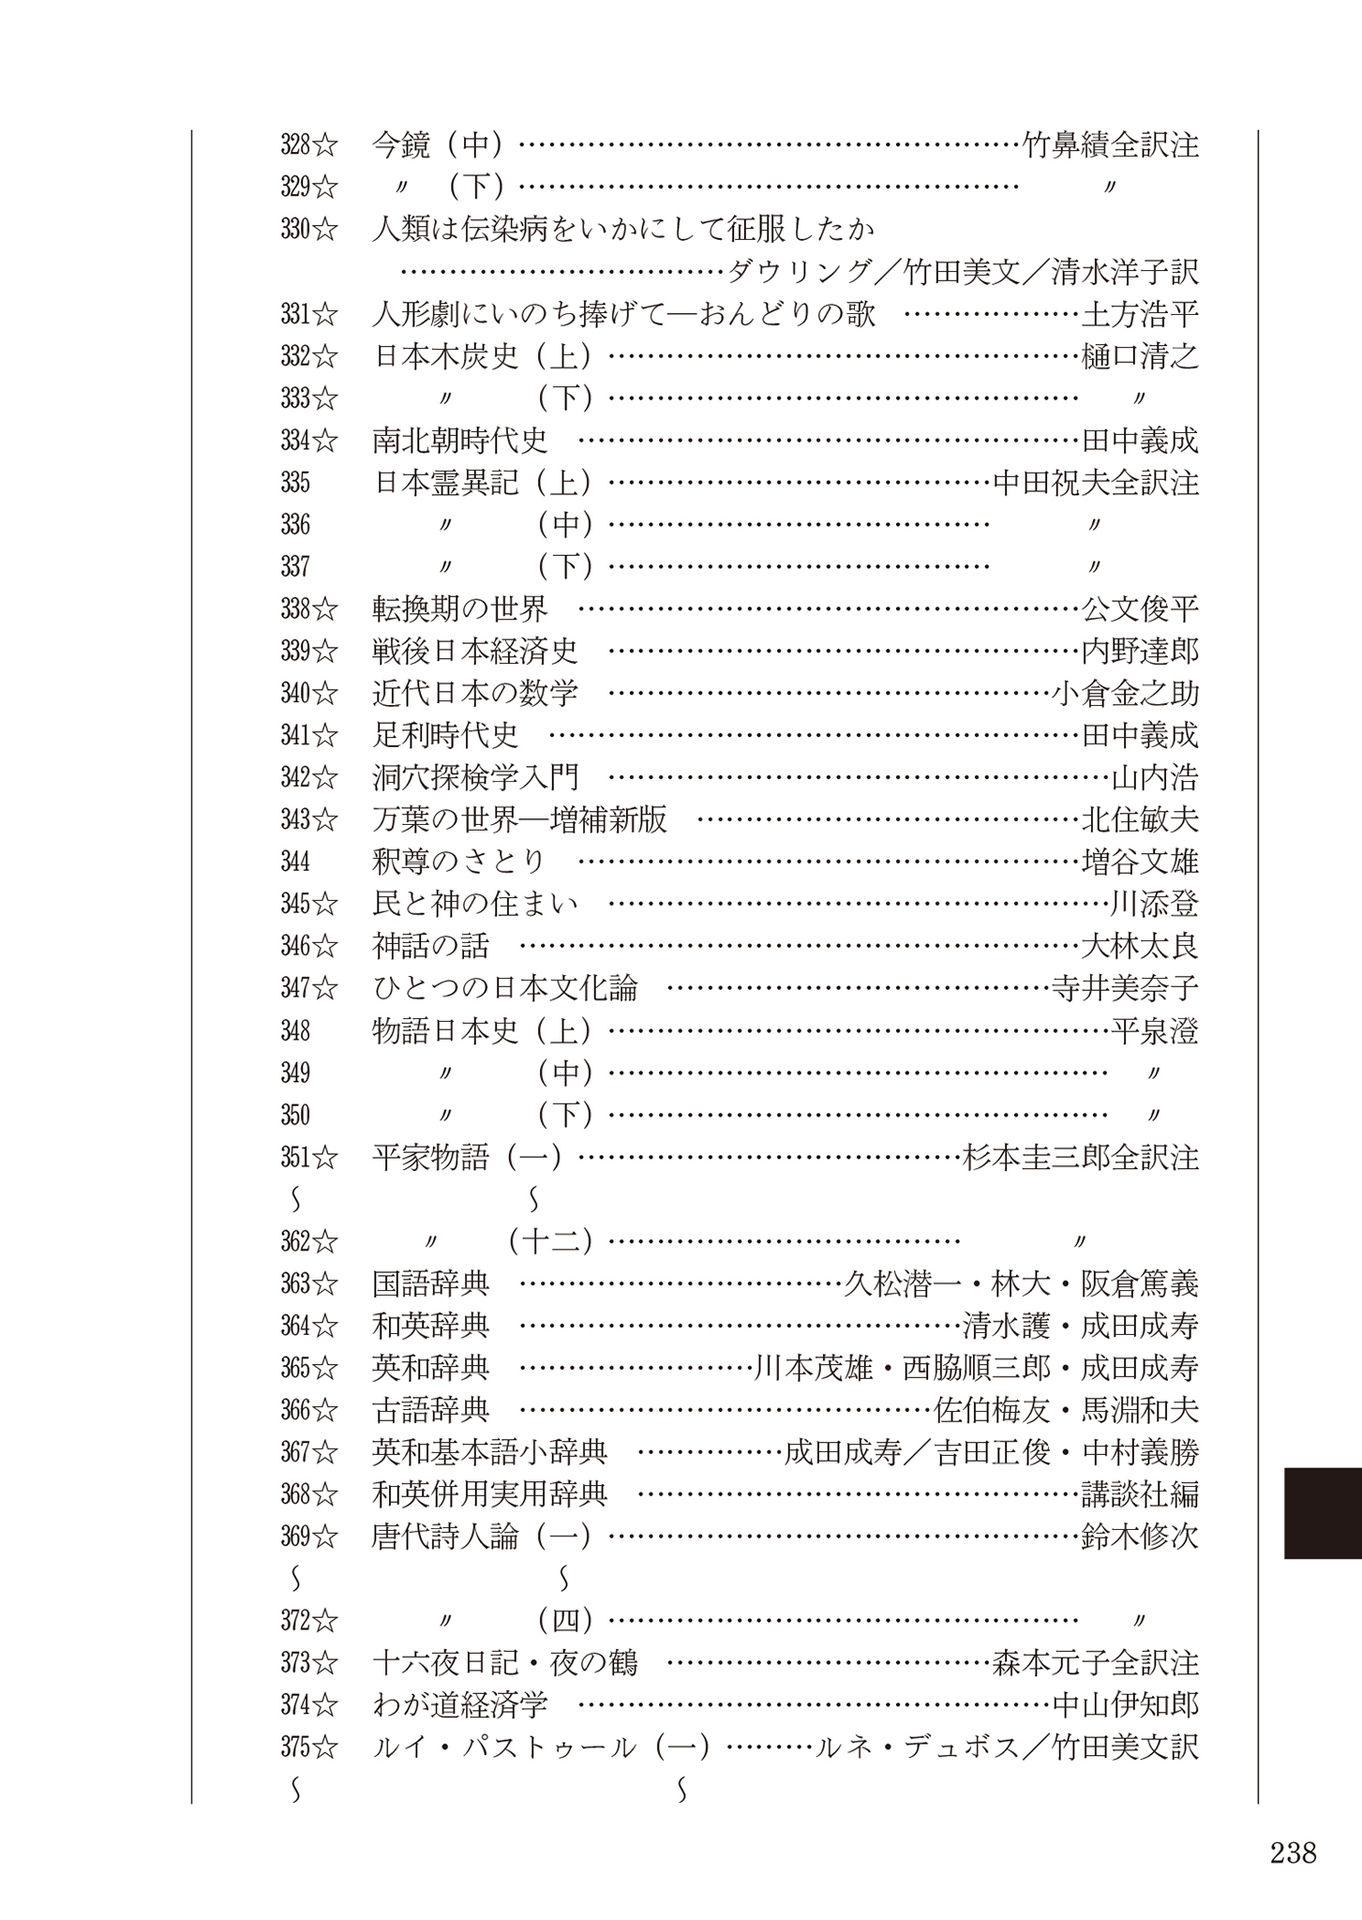 328☆　今鏡（中）…………………………………………竹鼻績全訳注
329☆　〃　（下）…………………………………………　〃
330☆　人類は伝染病をいかにして征服したか
……………………………ダウリング／竹田美文／清水洋子訳
331☆　人形劇にいのち捧げて―おんどりの歌　………………土方浩平
332☆　日本木炭史（上）…………………………………………樋口清之
333☆　〃　（下）…………………………………………　〃
334☆　南北朝時代史　……………………………………………田中義成
335　日本霊異記（上）…………………………………中田祝夫全訳注
336　〃　（中）…………………………………　〃
337　〃　（下）…………………………………　〃
338☆　転換期の世界　……………………………………………公文俊平
339☆　戦後日本経済史　…………………………………………内野達郎
340☆　近代日本の数学　………………………………………小倉金之助
341☆　足利時代史　………………………………………………田中義成
342☆　洞穴探検学入門　……………………………………………山内浩
343☆　万葉の世界―増補新版　…………………………………北住敏夫
344　釈尊のさとり　……………………………………………増谷文雄
345☆　民と神の住まい　……………………………………………川添登
346☆　神話の話　…………………………………………………大林太良
347☆　ひとつの日本文化論　…………………………………寺井美奈子
348　物語日本史（上）……………………………………………平泉澄
349　〃　（中）……………………………………………　〃
350　〃　（下）……………………………………………　〃
351☆　平家物語（一）…………………………………杉本圭三郎全訳注
〜　〜
362☆　〃　（十二）………………………………　〃
363☆　国語辞典　……………………………久松潜一・林大・阪倉篤義
364☆　和英辞典　………………………………………清水護・成田成寿
365☆　英和辞典　……………………川本茂雄・西脇順三郎・成田成寿
366☆　古語辞典　……………………………………佐伯梅友・馬淵和夫
367☆　英和基本語小辞典　……………成田成寿／吉田正俊・中村義勝
368☆　和英併用実用辞典　………………………………………講談社編
369☆　唐代詩人論（一）…………………………………………鈴木修次
〜　〜
372☆　〃　（四）…………………………………………　〃
373☆　十六夜日記・夜の鶴　……………………………森本元子全訳注
374☆　わが道経済学　…………………………………………中山伊知郎
375☆　ルイ・パストゥール（一）………ルネ・デュボス／竹田美文訳
〜　〜
238